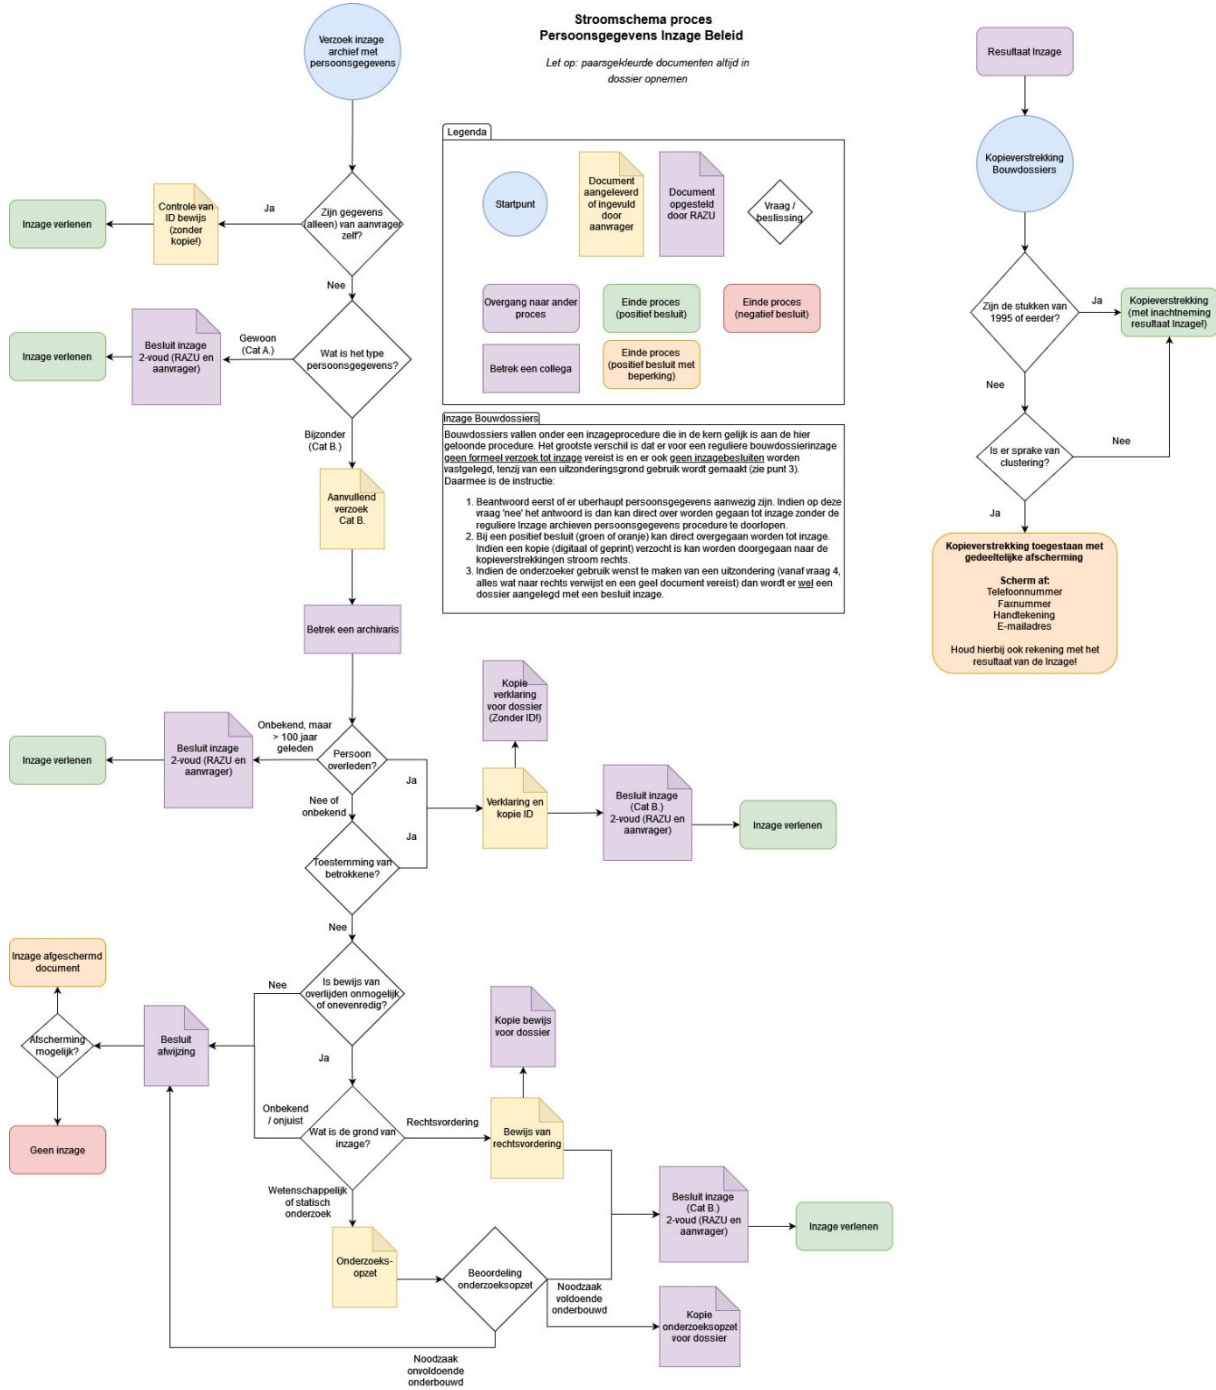 Stroomschema proces
Persoonsgegevens Inzage Beleid
Let op: paarsgekleurde documenten altijd in
dossier opnemen
Verzoek inzage
archief met
persoonsgegevens
Zijn gegevens
(alleen) van aanvrager
zelf?
Ja
Controle van
ID bewijs
(zonder
kopie!)
Inzage verlenen
Nee
Wat is het type
persoonsgegevens?
Gewoon
(Cat A.)
Besluit inzage
2-voud (RAZU en
aanvrager)
Inzage verlenen
Bijzonder
(Cat B.)
Aanvullend
verzoek
Cat B.
Betrek een archivaris
Persoon
overleden?
Onbekend, maar
> 100 jaar
geleden
Besluit inzage
2-voud (RAZU en
aanvrager)
Inzage verlenen
Ja
Nee of
onbekend
Toestemming van
betrokkene?
Ja
Verklaring en
kopie ID
Kopie
verklaring
voor dossier
(Zonder ID!)
Besluit inzage
(Cat B.)
2-voud (RAZU en
aanvrager)
Inzage verlenen
Nee
Is bewijs van
overlijden onmogelijk
of onevenredig?
Nee
Besluit
afwijzing
Afscherming
mogelijk?
Inzage afgeschermd
document
Geen inzage
Ja
Wat is de grond van
inzage?
Onbekend
/ onjuist
Rechtsvordering
Bewijs van
rechtsvordering
Kopie bewijs
voor dossier
Wetenschappelijk
of statisch
onderzoek
Onderzoeks-
opzet
Beoordeling
onderzoeksopzet
Noodzaak
voldoende
onderbouwd
Noodzaak
onvoldoende
onderbouwd
Besluit inzage
(Cat B.)
2-voud (RAZU en
aanvrager)
Inzage verlenen
Kopie
onderzoeksopzet
voor dossier
Legenda
Startpunt
Document
aangeleverd
of ingevuld
door
aanvrager
Document
opgesteld
door RAZU
Vraag /
beslissing
Overgang naar ander
proces
Einde proces
(positief besluit)
Einde proces
(negatief besluit)
Betrek een collega
Einde proces
(positief besluit met
beperking)
Inzage Bouwdossiers
Bouwdossiers vallen onder een inzageprocedure die in de kern gelijk is aan de hier
getoonde procedure. Het grootste verschil is dat er voor een reguliere bouwdossierinzage
geen formeel verzoek tot inzage vereist is en er ook geen inzagebesluiten worden
vastgelegd, tenzij van een uitzonderingsgrond gebruik wordt gemaakt (zie punt 3).
Daarmee is de instructie:
1. Beantwoord eerst of er uberhaupt persoonsgegevens aanwezig zijn. Indien op deze
vraag 'nee' het antwoord is dan kan direct over worden gegaan tot inzage zonder de
reguliere Inzage archieven persoonsgegevens procedure te doorlopen.
2. Bij een positief besluit (groen of oranje) kan direct overgegaan worden tot inzage.
Indien een kopie (digitaal of geprint) verzocht is kan worden doorgegaan naar de
kopieverstrekkingen stroom rechts.
3. Indien de onderzoeker gebruik wenst te maken van een uitzondering (vanaf vraag 4,
alles wat naar rechts verwijst en een geel document vereist) dan wordt er wel een
dossier aangelegd met een besluit inzage.
Resultaat Inzage
Kopieverstrekking
Bouwdossiers
Zijn de stukken van
1995 of eerder?
Ja
Kopieverstrekking
(met inachtneming
resultaat Inzage!)
Nee
Is er sprake van
clustering?
Nee
Ja
Kopieverstrekking toegestaan met
gedeeltelijke afscherming
Scherm af:
Telefoonnummer
Faxnummer
Handtekening
E-mailadres
Houd hierbij ook rekening met het
resultaat van de Inzage!